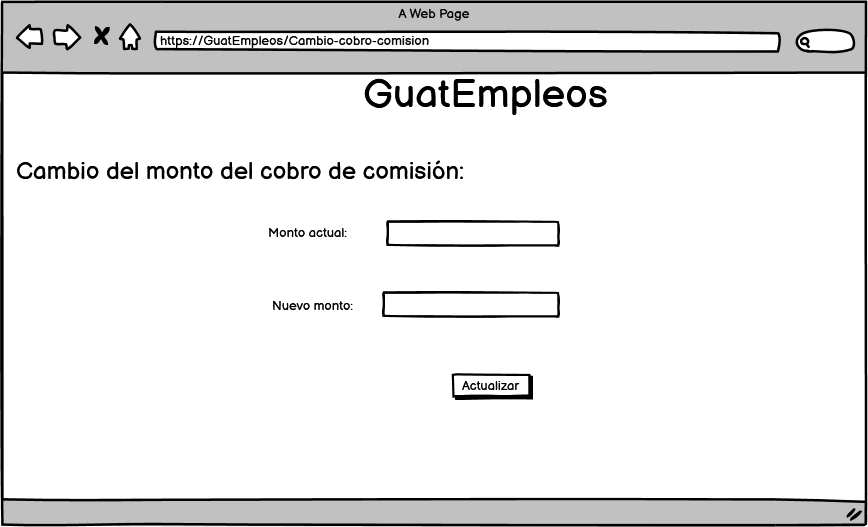 A Web Page
https://GuatEmpleos/Cambio-cobro-comision
GuatEmpleos
Cambio del monto del cobro de comisión:
Monto actual:
Nuevo monto:
Actualizar